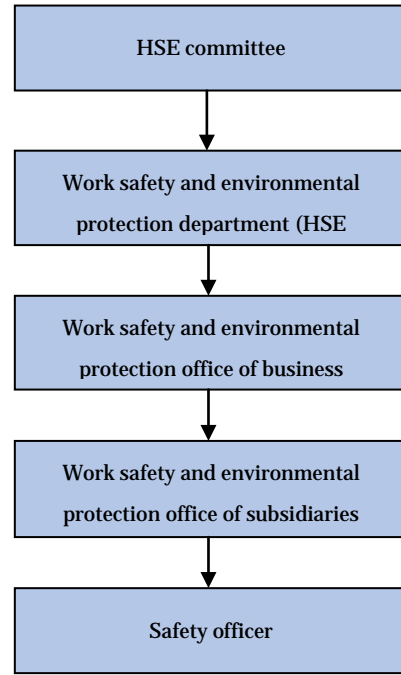 HSE committee
Work safety and environmental
protection department (HSE
Work safety and environmental
protection office of business
Work safety and environmental
protection office of subsidiaries
Safety officer